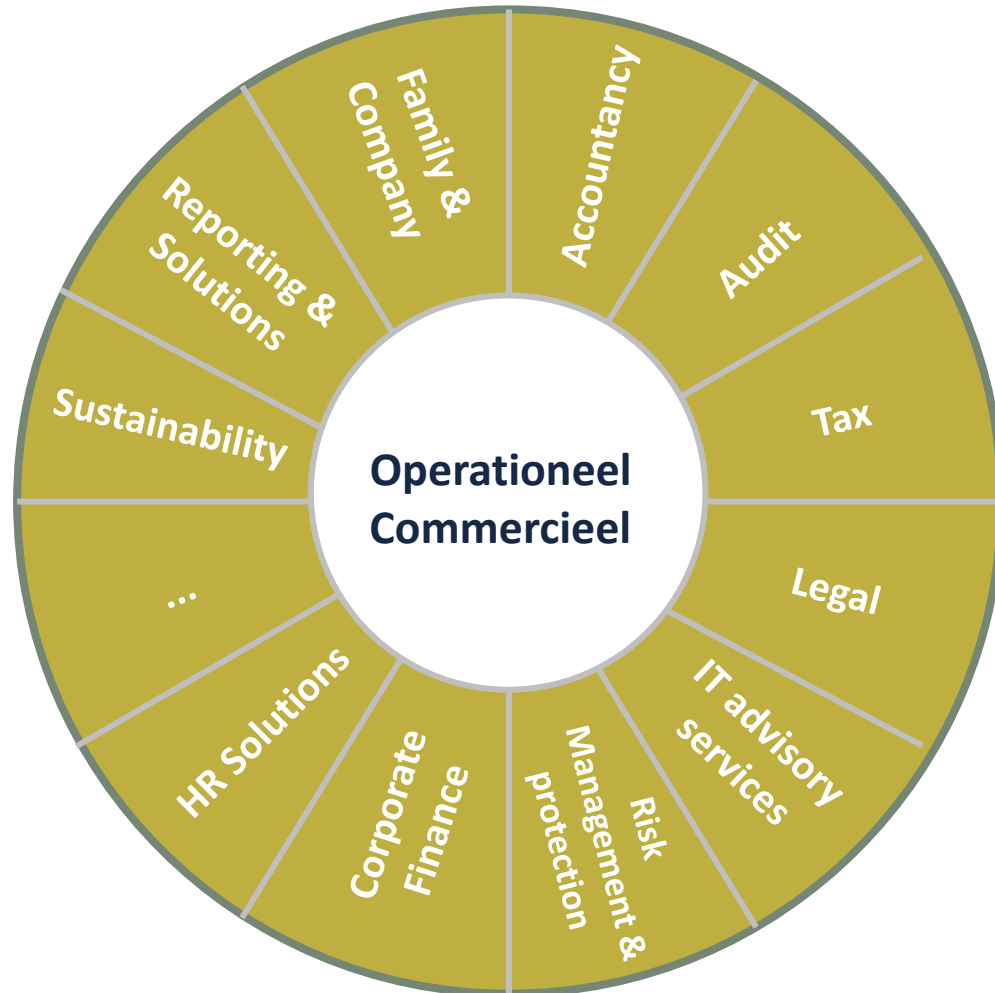 Accountancy
Audit
Tax
Legal
IT advisory
services
Risk
Management &
protection
Corporate
Finance
HR Solutions
...
Sustainability
Reporting &
Solutions
Family &
Company
Operationeel
Commercieel